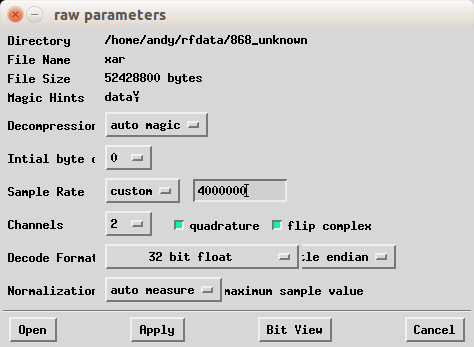 raw parameters
Directory /home/andy/rfdata/868_unknown
File Name xar
File Size 52428800 bytes
Magic Hints dataY
Decompression auto magic
Intial byte o 0
Sample Rate custom 4000000
Channels 2 quadrature flip complex
Decode Format 32 bit float tle endian
Normalization auto measure maximum sample value
Open Apply Bit View Cancel